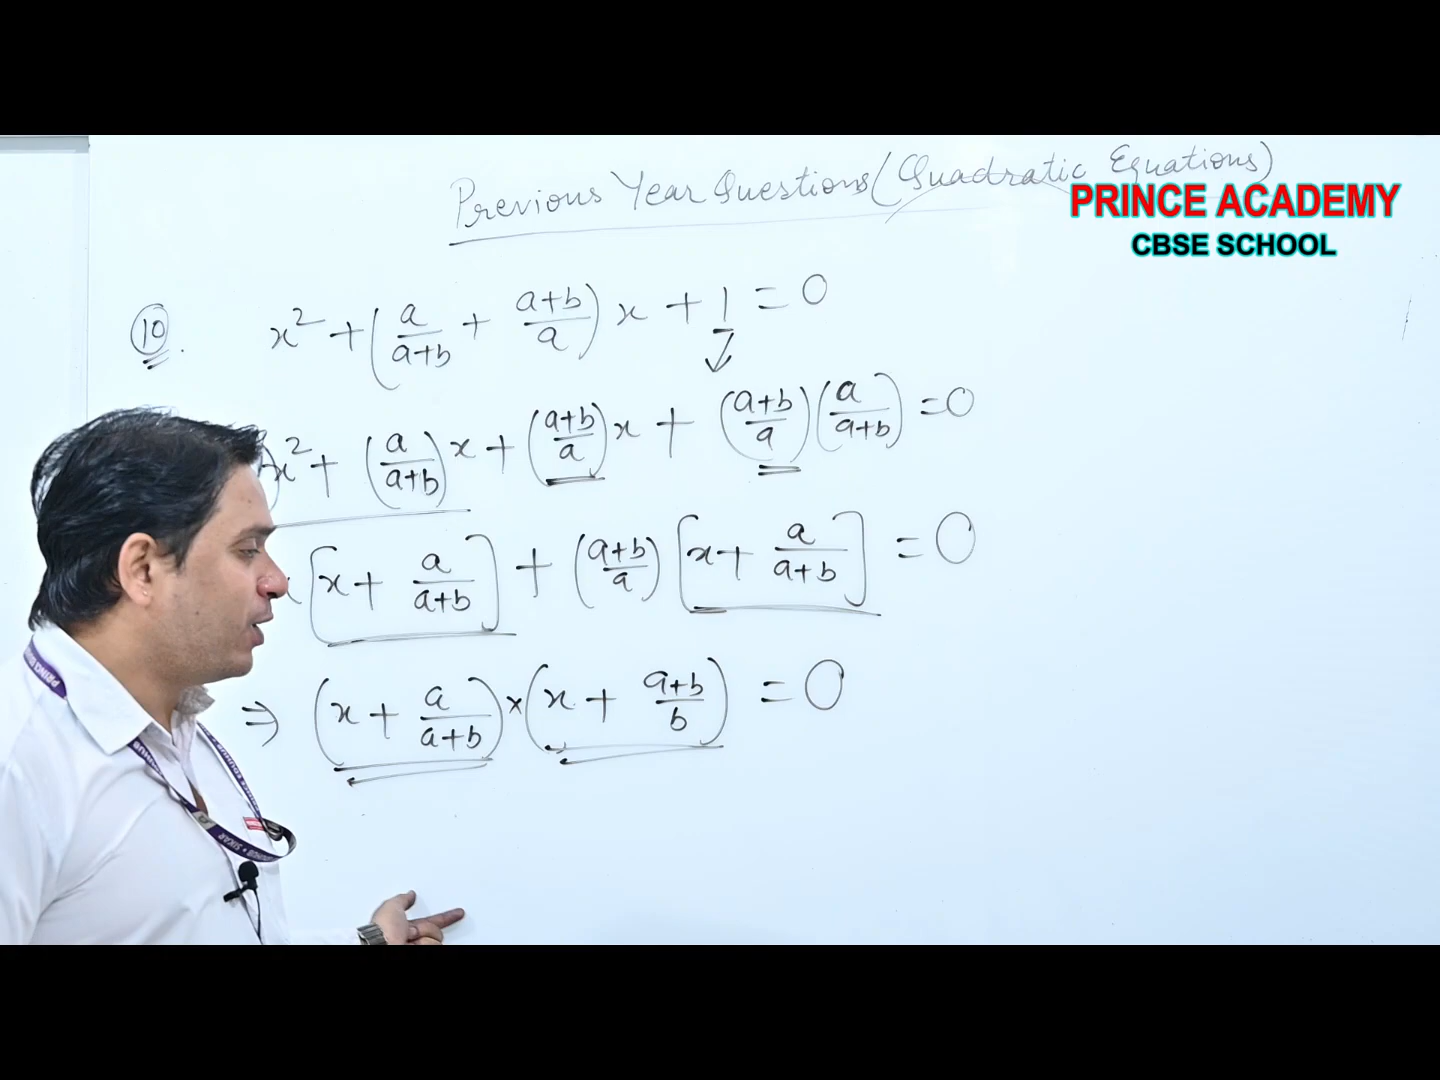 Previous Year Questions (Quadratic Equations)
PRINCE ACADEMY
CBSE SCHOOL
10. x² + (a/(a+b) + (a+b)/a) x + 1 = 0
x² + (a/(a+b)) x + ((a+b)/a) x + ((a+b)/a) (a/(a+b)) = 0
[x + a/(a+b)] + ((a+b)/a) [x + a/(a+b)] = 0
⇒ (x + a/(a+b)) × (x + (a+b)/b) = 0